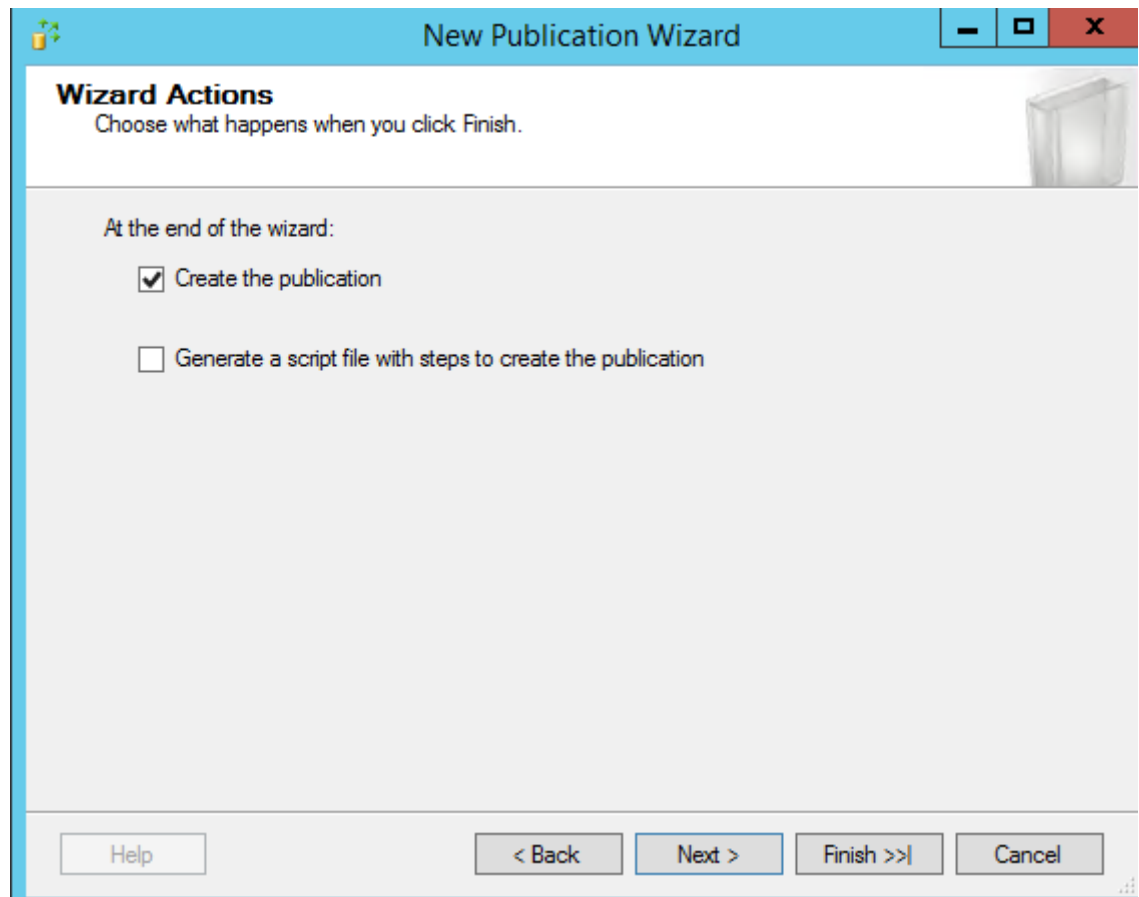 New Publication Wizard
Wizard Actions
Choose what happens when you click Finish.
At the end of the wizard:
Create the publication
Generate a script file with steps to create the publication
Help
< Back
Next >
Finish >>|
Cancel